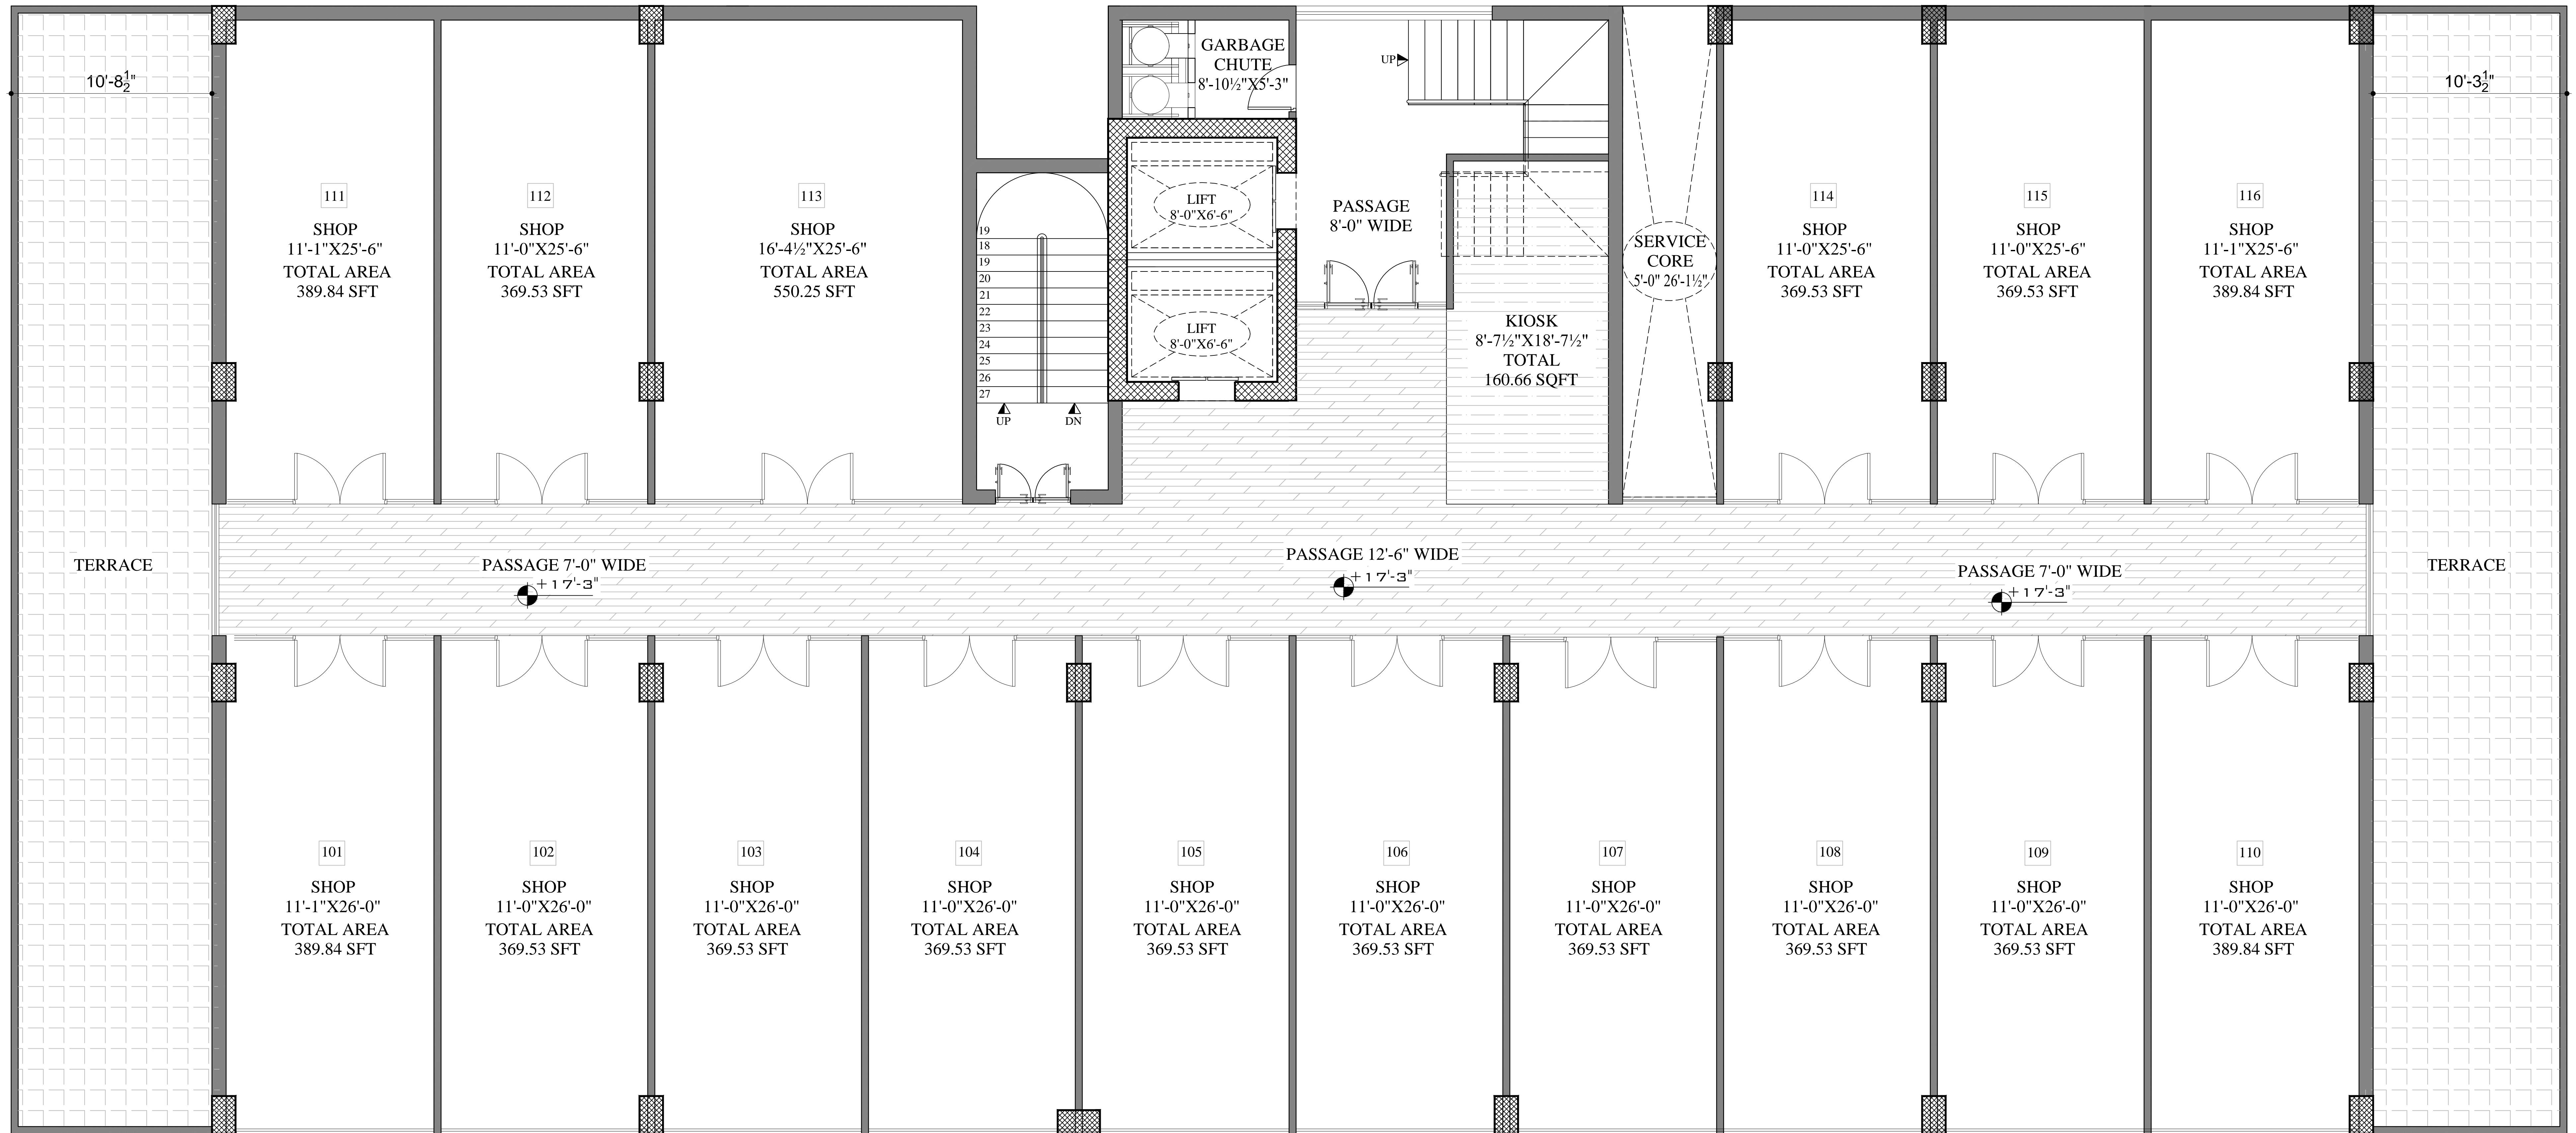 10'-8½"
111
SHOP
11'-1"X25'-6"
TOTAL AREA
389.84 SFT
112
SHOP
11'-0"X25'-6"
TOTAL AREA
369.53 SFT
113
SHOP
16'-4½"X25'-6"
TOTAL AREA
550.25 SFT
19
18
19
20
21
22
23
24
25
26
27
UP
DN
GARBAGE
CHUTE
8'-10½"X5'-3"
LIFT
8'-0"X6'-6"
LIFT
8'-0"X6'-6"
UP
PASSAGE
8'-0" WIDE
KIOSK
8'-7½"X18'-7½"
TOTAL
160.66 SQFT
SERVICE
CORE
5'-0" 26'-1½"
114
SHOP
11'-0"X25'-6"
TOTAL AREA
369.53 SFT
115
SHOP
11'-0"X25'-6"
TOTAL AREA
369.53 SFT
116
SHOP
11'-1"X25'-6"
TOTAL AREA
389.84 SFT
10'-3½"
TERRACE
PASSAGE 7'-0" WIDE
+17'-3"
PASSAGE 12'-6" WIDE
+17'-3"
PASSAGE 7'-0" WIDE
+17'-3"
TERRACE
101
SHOP
11'-1"X26'-0"
TOTAL AREA
389.84 SFT
102
SHOP
11'-0"X26'-0"
TOTAL AREA
369.53 SFT
103
SHOP
11'-0"X26'-0"
TOTAL AREA
369.53 SFT
104
SHOP
11'-0"X26'-0"
TOTAL AREA
369.53 SFT
105
SHOP
11'-0"X26'-0"
TOTAL AREA
369.53 SFT
106
SHOP
11'-0"X26'-0"
TOTAL AREA
369.53 SFT
107
SHOP
11'-0"X26'-0"
TOTAL AREA
369.53 SFT
108
SHOP
11'-0"X26'-0"
TOTAL AREA
369.53 SFT
109
SHOP
11'-0"X26'-0"
TOTAL AREA
369.53 SFT
110
SHOP
11'-0"X26'-0"
TOTAL AREA
389.84 SFT